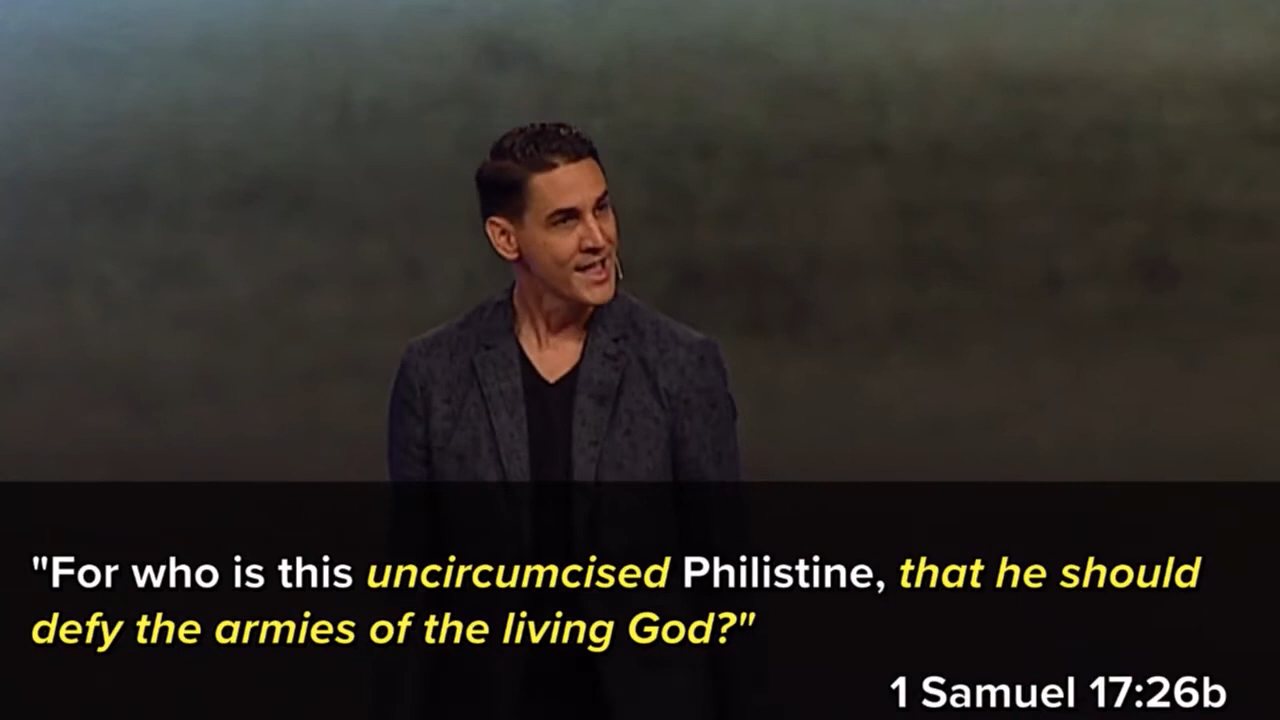 "For who is this uncircumcised Philistine, that he should
defy the armies of the living God?"
1 Samuel 17:26b